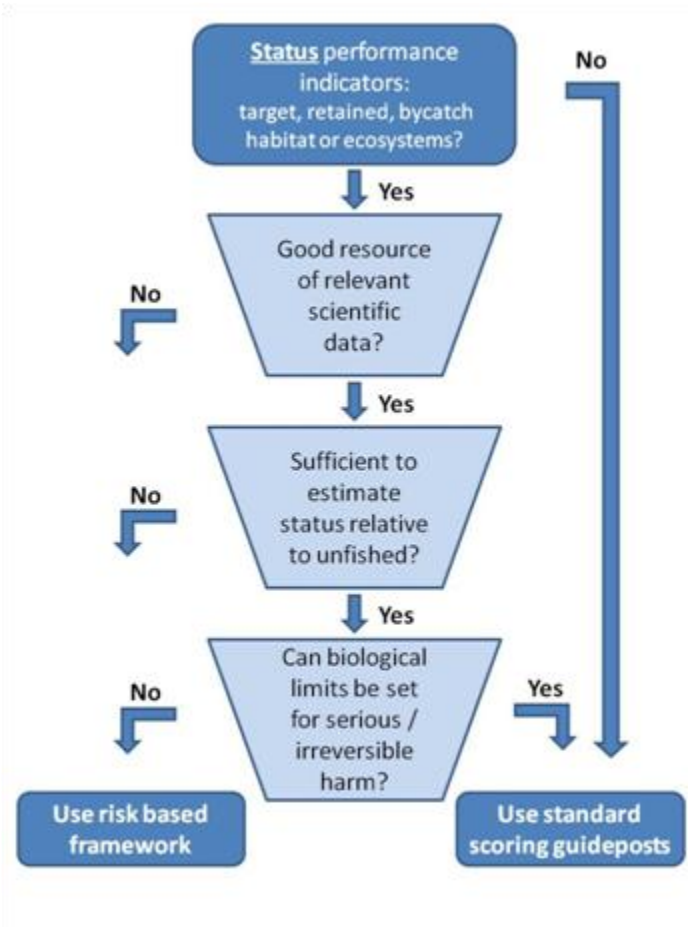 Status performance
indicators:
target, retained, bycatch
habitat or ecosystems?
No
Yes
Good resource
of relevant
scientific
data?
No
Yes
Sufficient to
estimate
status relative
to unfished?
No
Yes
Can biological
limits be set
for serious /
irreversible
harm?
No
Yes
Use risk based
framework
Use standard
scoring guideposts